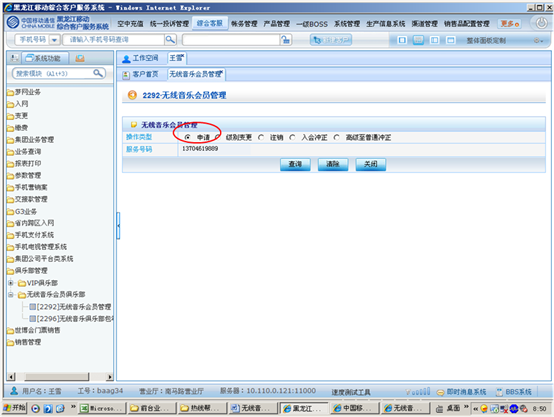 黑龙江移动综合客户服务系统 - Windows Internet Explorer
中国移动通信 CHINA MOBILE 黑龙江移动 综合客户服务系统 空中充值 统一投诉管理 综合客服 帐务管理 产品管理 一级BOSS 系统管理 生产信息系统 渠道管理 销售品配置管理 更多
手机号码 请输入手机号码查询 整体面板定制
系统功能 工作空间 王雪
搜索模块 (Alt+3) 客户首页 无线音乐会员管理
梦网业务
入网
变更
缴费
集团业务管理
业务查询
报表打印
参数管理
手机营销案
交接款管理
G3业务
省内跨区入网
手机支付系统
手机电视管理系统
集团公司平台类系统
俱乐部管理
VIP俱乐部
无线音乐会员俱乐部
[2292]无线音乐会员管理
[2296]无线音乐俱乐部包年
世博会门票销售
销售管理
2292-无线音乐会员管理
无线音乐会员管理
操作类型 申请 级别变更 注销 入会冲正 高级至普通冲正
服务号码 13704619889
查询 清除 关闭
用户名：王雪 工号：baag34 营业厅：南马路营业厅 服务器：10.110.0.121:11000 速度测试工具 即时消息系统 BBS系统
开始 Microso... 前台业... 热线帮... 无线音... 黑龙江... 中国移... 无线音... 桌面 8:50